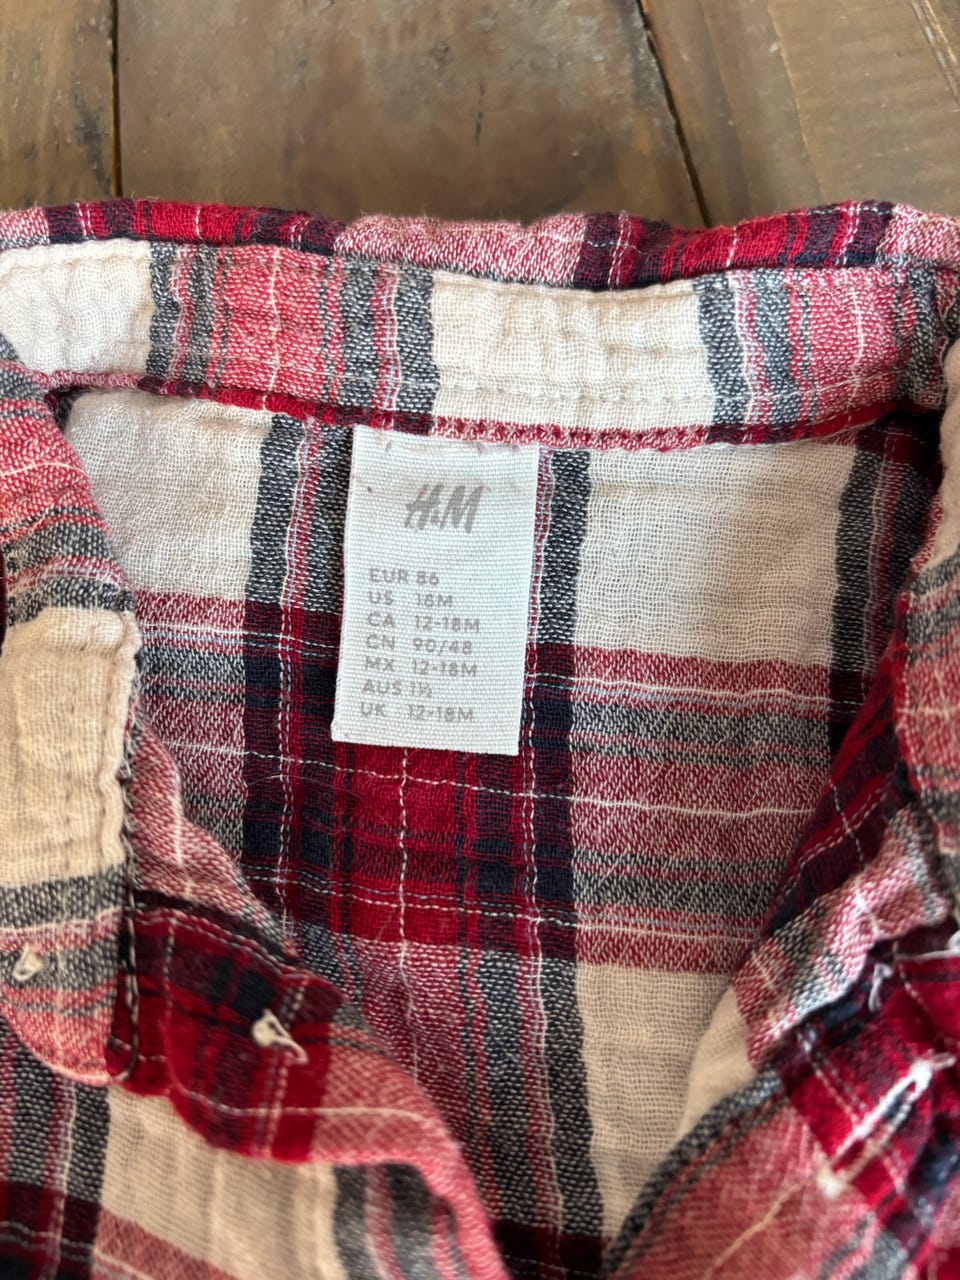 H&M
EUR 86
US 18M
CA 12-18M
CN 90/48
MX 12-18M
AUS 1½
UK 12-18M